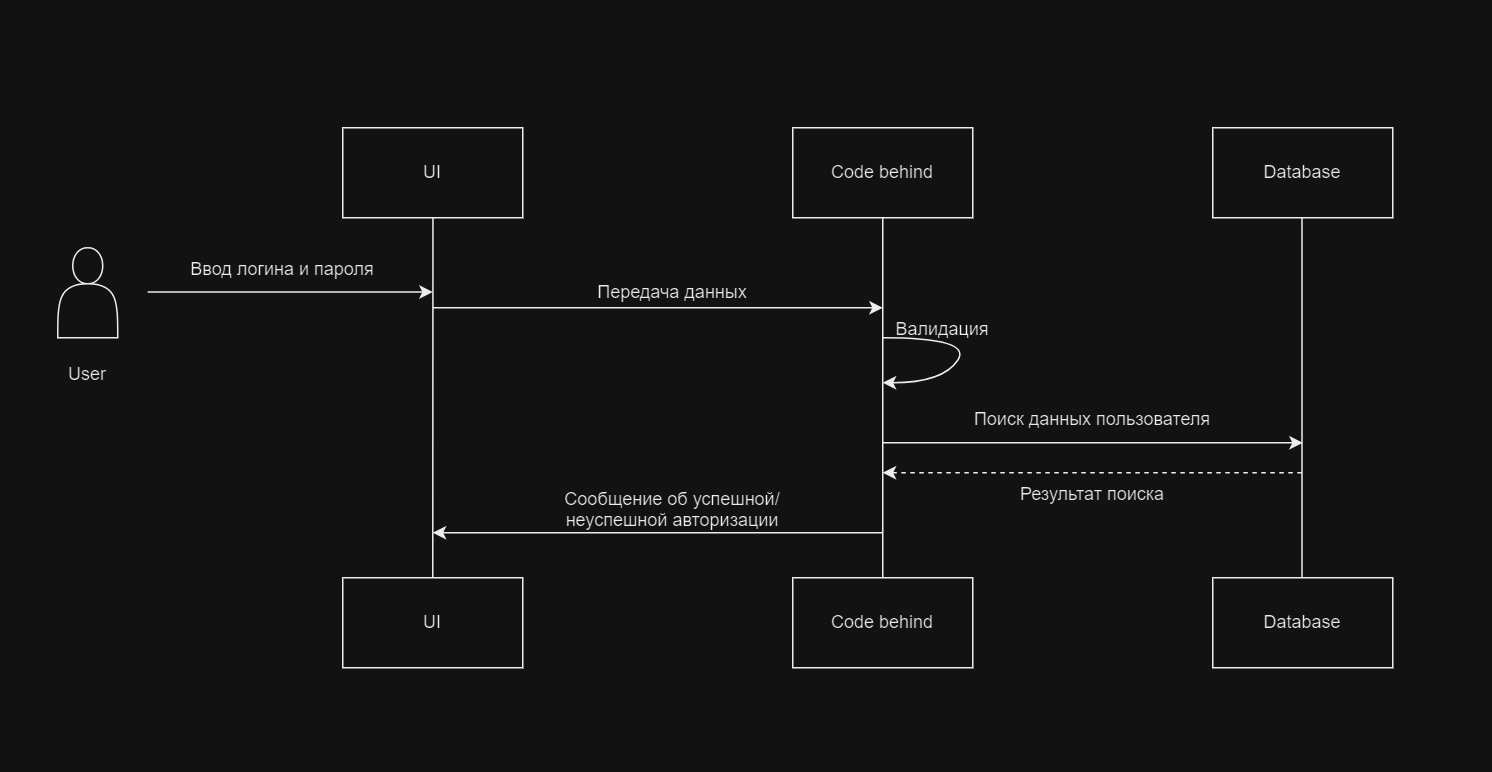 UI
Code behind
Database
Ввод логина и пароля
Передача данных
Валидация
User
Поиск данных пользователя
Результат поиска
Сообщение об успешной/
неуспешной авторизации
UI
Code behind
Database